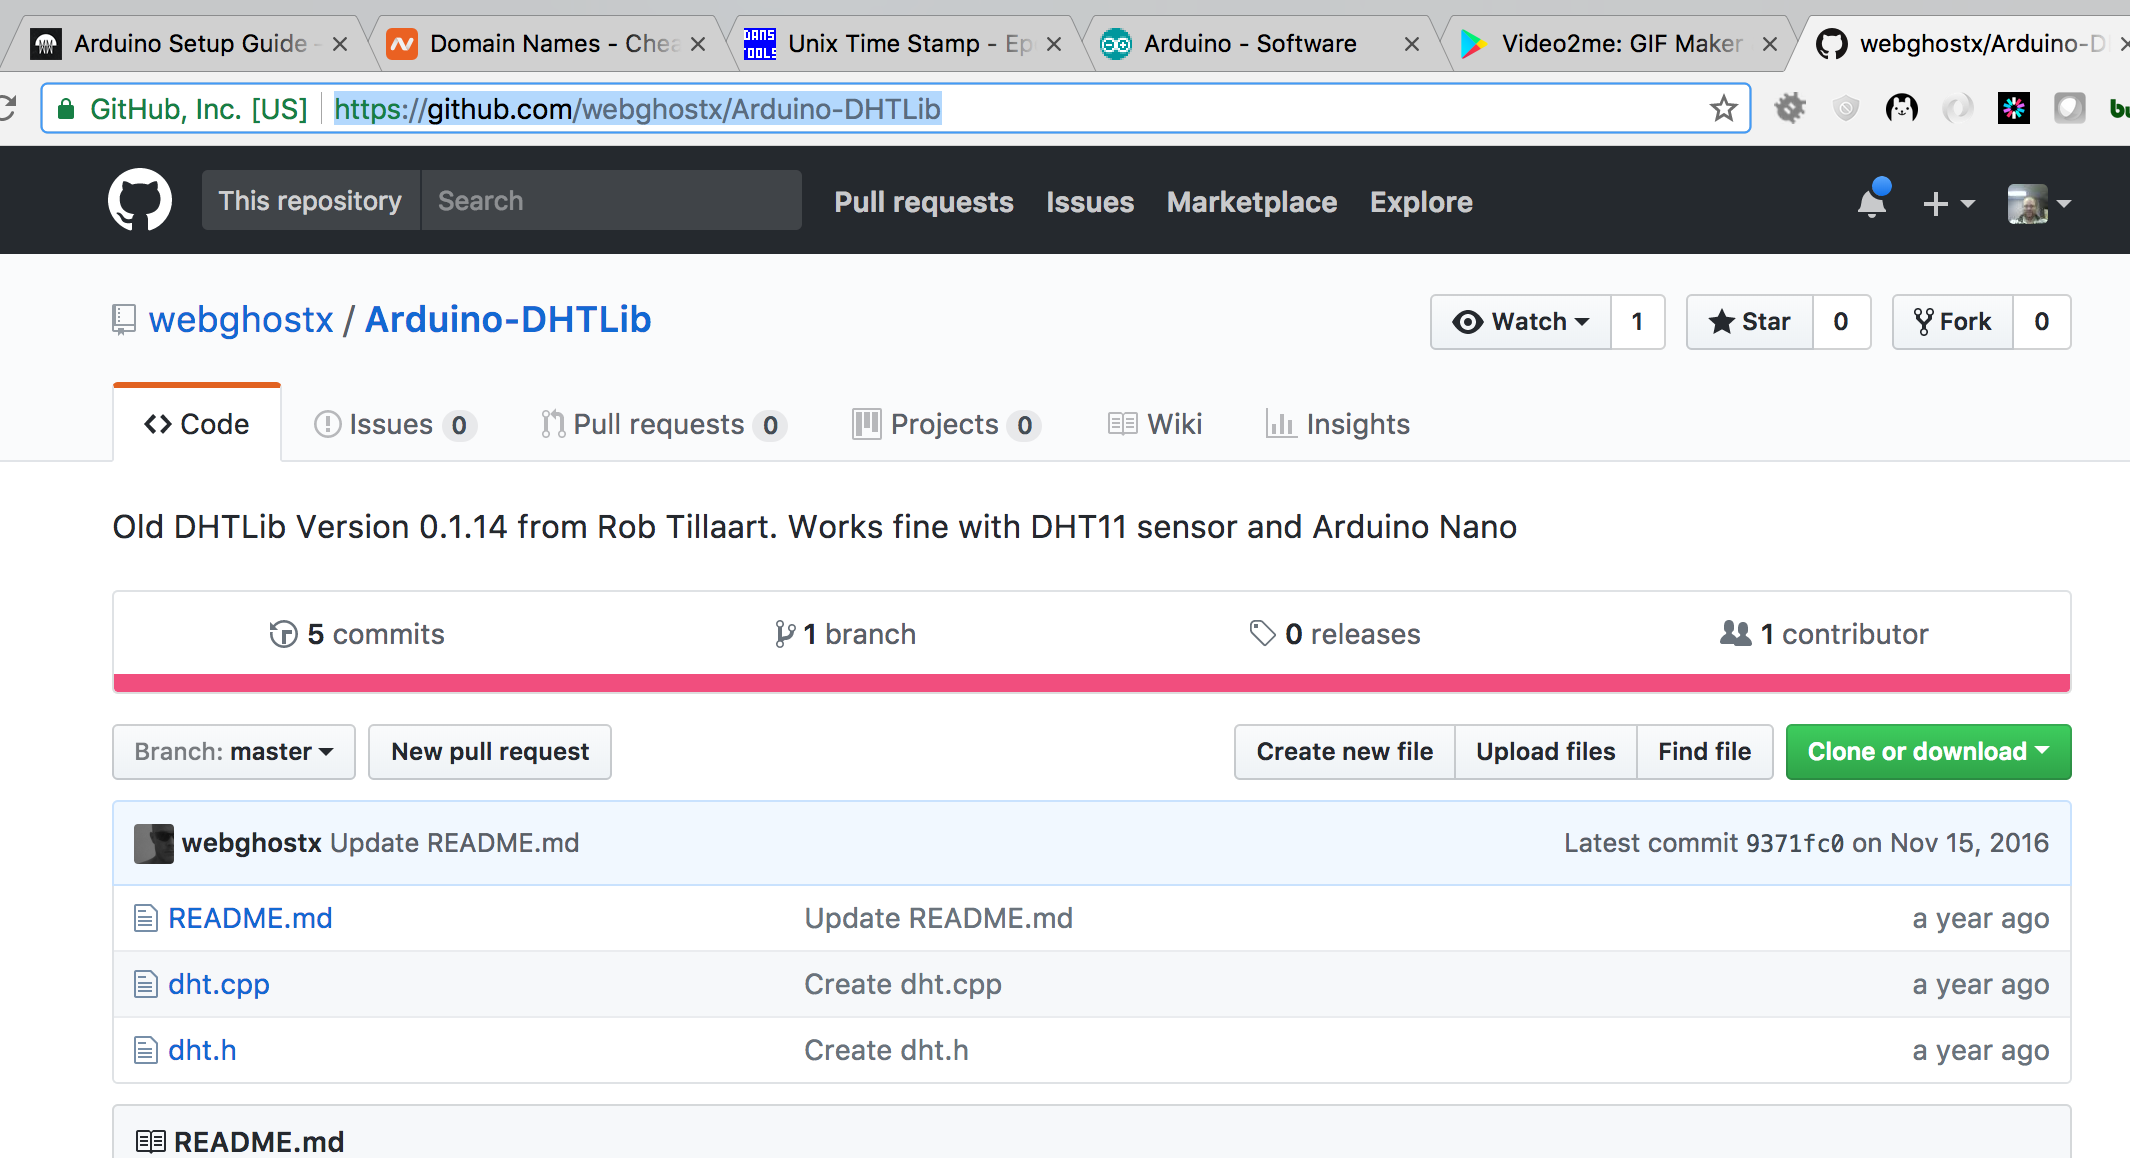 Arduino Setup Guide -
Domain Names - Chea
DANS TOOLS Unix Time Stamp - Ep
Arduino - Software
Video2me: GIF Maker
webghostx/Arduino-D
GitHub, Inc. [US] https://github.com/webghostx/Arduino-DHTLib
This repository Search Pull requests Issues Marketplace Explore
webghostx / Arduino-DHTLib Watch 1 Star 0 Fork 0
Code Issues 0 Pull requests 0 Projects 0 Wiki Insights
Old DHTLib Version 0.1.14 from Rob Tillaart. Works fine with DHT11 sensor and Arduino Nano
5 commits 1 branch 0 releases 1 contributor
Branch: master New pull request Create new file Upload files Find file Clone or download
webghostx Update README.md Latest commit 9371fc0 on Nov 15, 2016
README.md Update README.md a year ago
dht.cpp Create dht.cpp a year ago
dht.h Create dht.h a year ago
README.md